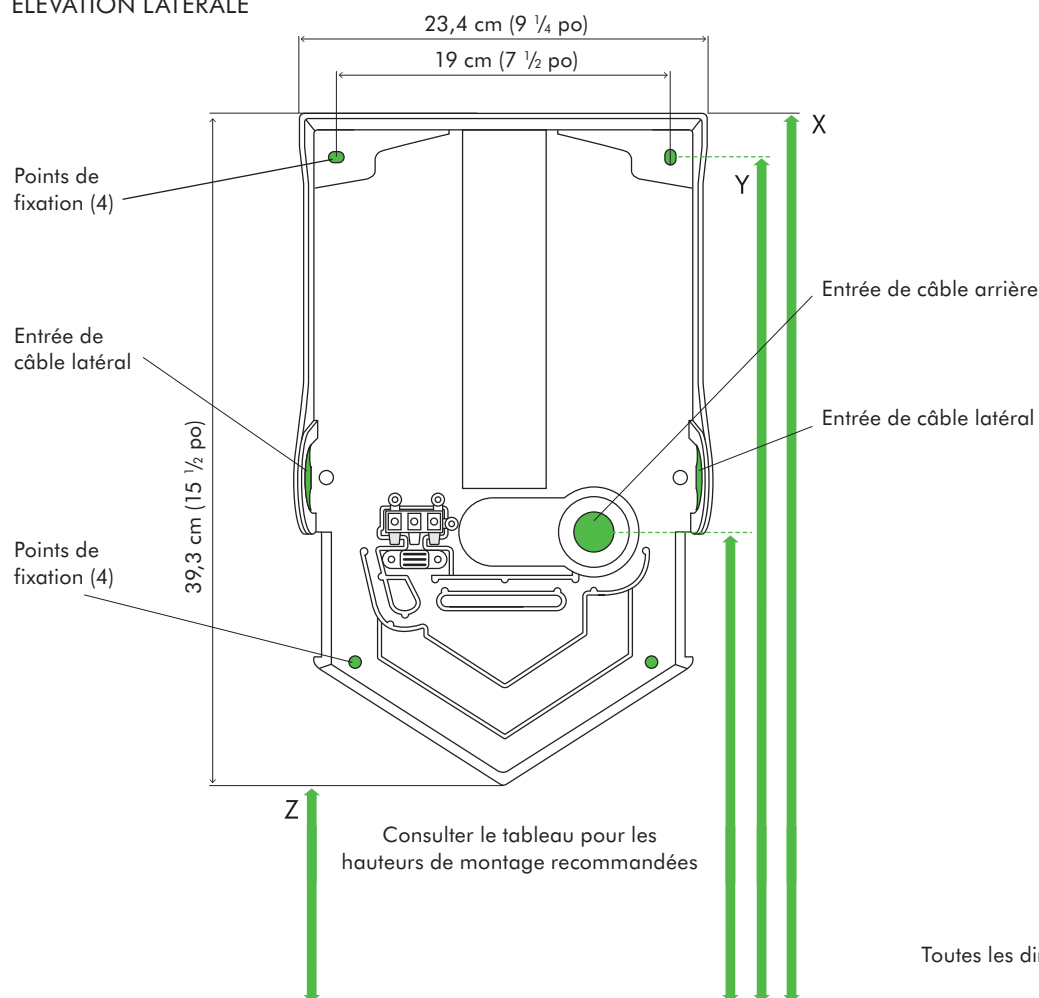 ÉLÉVATION LATÉRALE
23,4 cm (9 1/4 po)
19 cm (7 1/2 po)
X
Y
Points de
fixation (4)
Entrée de câble arrière
Entrée de
câble latéral
Entrée de câble latéral
39,3 cm (15 1/2 po)
Points de
fixation (4)
Z
Consulter le tableau pour les
hauteurs de montage recommandées
Toutes les